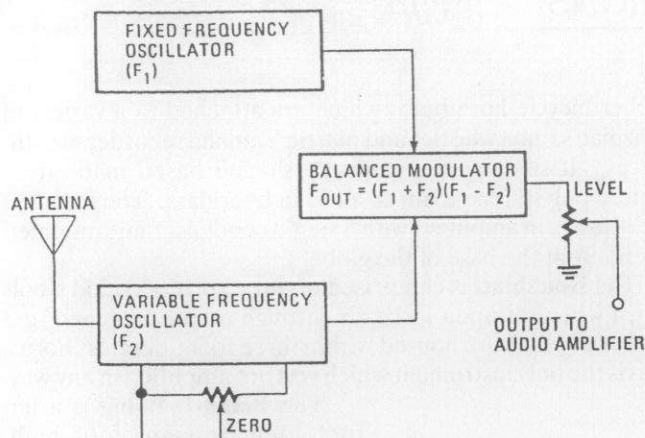 FIXED FREQUENCY
OSCILLATOR
(F₁)
BALANCED MODULATOR
F_OUT = (F₁ + F₂)(F₁ - F₂)
LEVEL
ANTENNA
VARIABLE FREQUENCY
OSCILLATOR
(F₂)
OUTPUT TO
AUDIO AMPLIFIER
ZERO